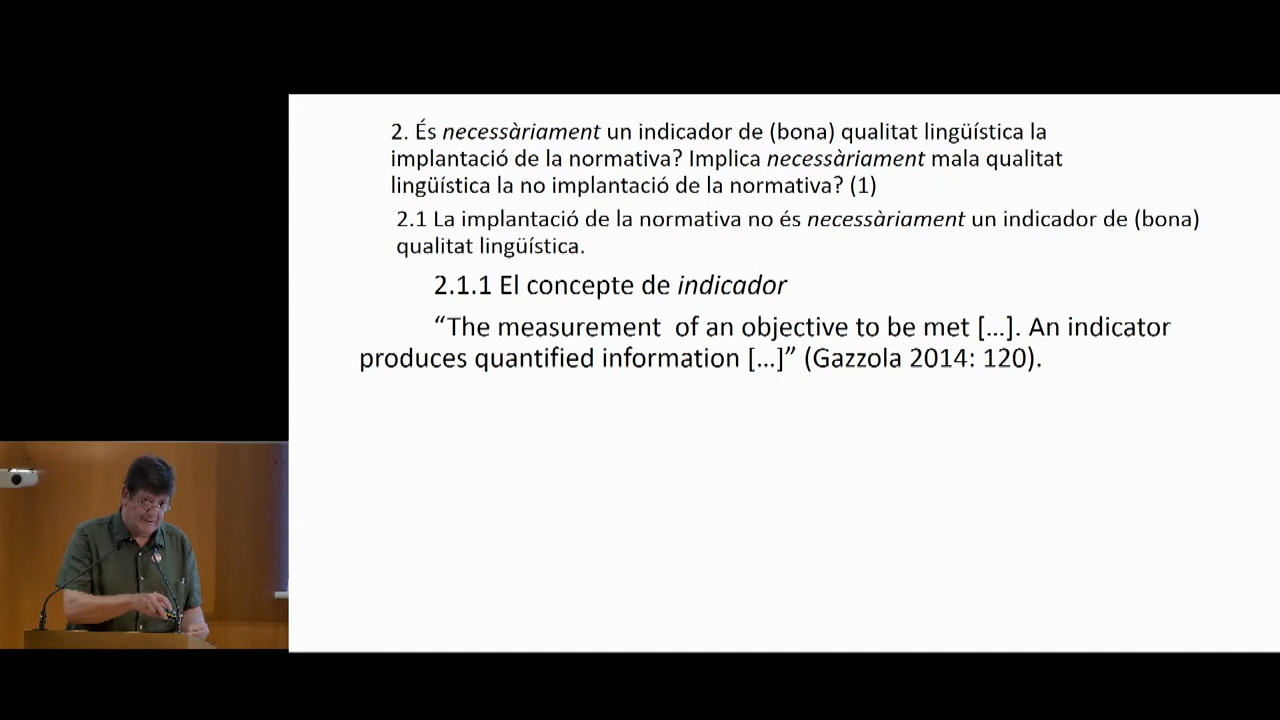 2. És necessàriament un indicador de (bona) qualitat lingüística la
implantació de la normativa? Implica necessàriament mala qualitat
lingüística la no implantació de la normativa? (1)
2.1 La implantació de la normativa no és necessàriament un indicador de (bona)
qualitat lingüística.
2.1.1 El concepte de indicador
“The measurement  of an objective to be met […]. An indicator
produces quantified information […]” (Gazzola 2014: 120).